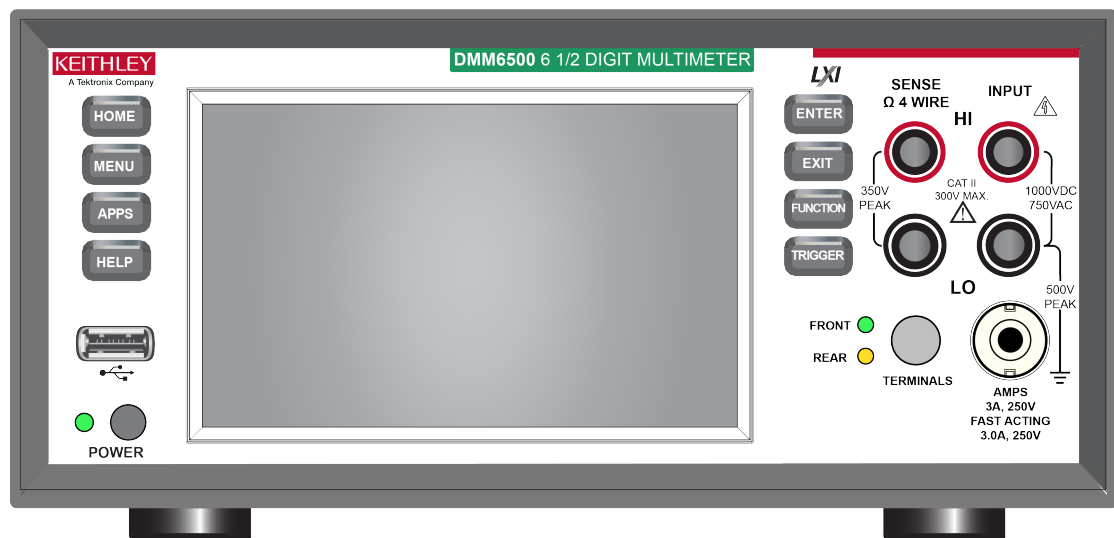 KEITHLEY
A Tektronix Company
DMM6500 6 1/2 DIGIT MULTIMETER
HOME
MENU
APPS
HELP
POWER
LXI
ENTER
EXIT
FUNCTION
TRIGGER
SENSE
Ω 4 WIRE
INPUT
HI
350V
PEAK
CAT II
300V MAX.
1000VDC
750VAC
LO
500V
PEAK
FRONT
REAR
TERMINALS
AMPS
3A, 250V
FAST ACTING
3.0A, 250V